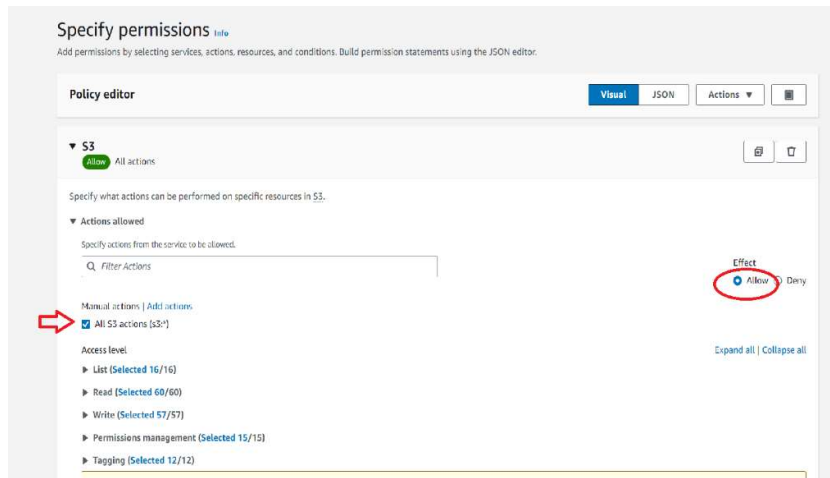 Specify permissions Info
Add permissions by selecting services, actions, resources, and conditions. Build permission statements using the JSON editor.
Policy editor
Visual JSON Actions ▼
▼ S3
Allow All actions
Specify what actions can be performed on specific resources in S3.
▼ Actions allowed
Specify actions from the service to be allowed.
Filter Actions
Effect
Allow Deny
Manual actions | Add actions
All S3 actions (s3:*)
Access level
Expand all | Collapse all
▶ List (Selected 16/16)
▶ Read (Selected 60/60)
▶ Write (Selected 57/57)
▶ Permissions management (Selected 15/15)
▶ Tagging (Selected 12/12)